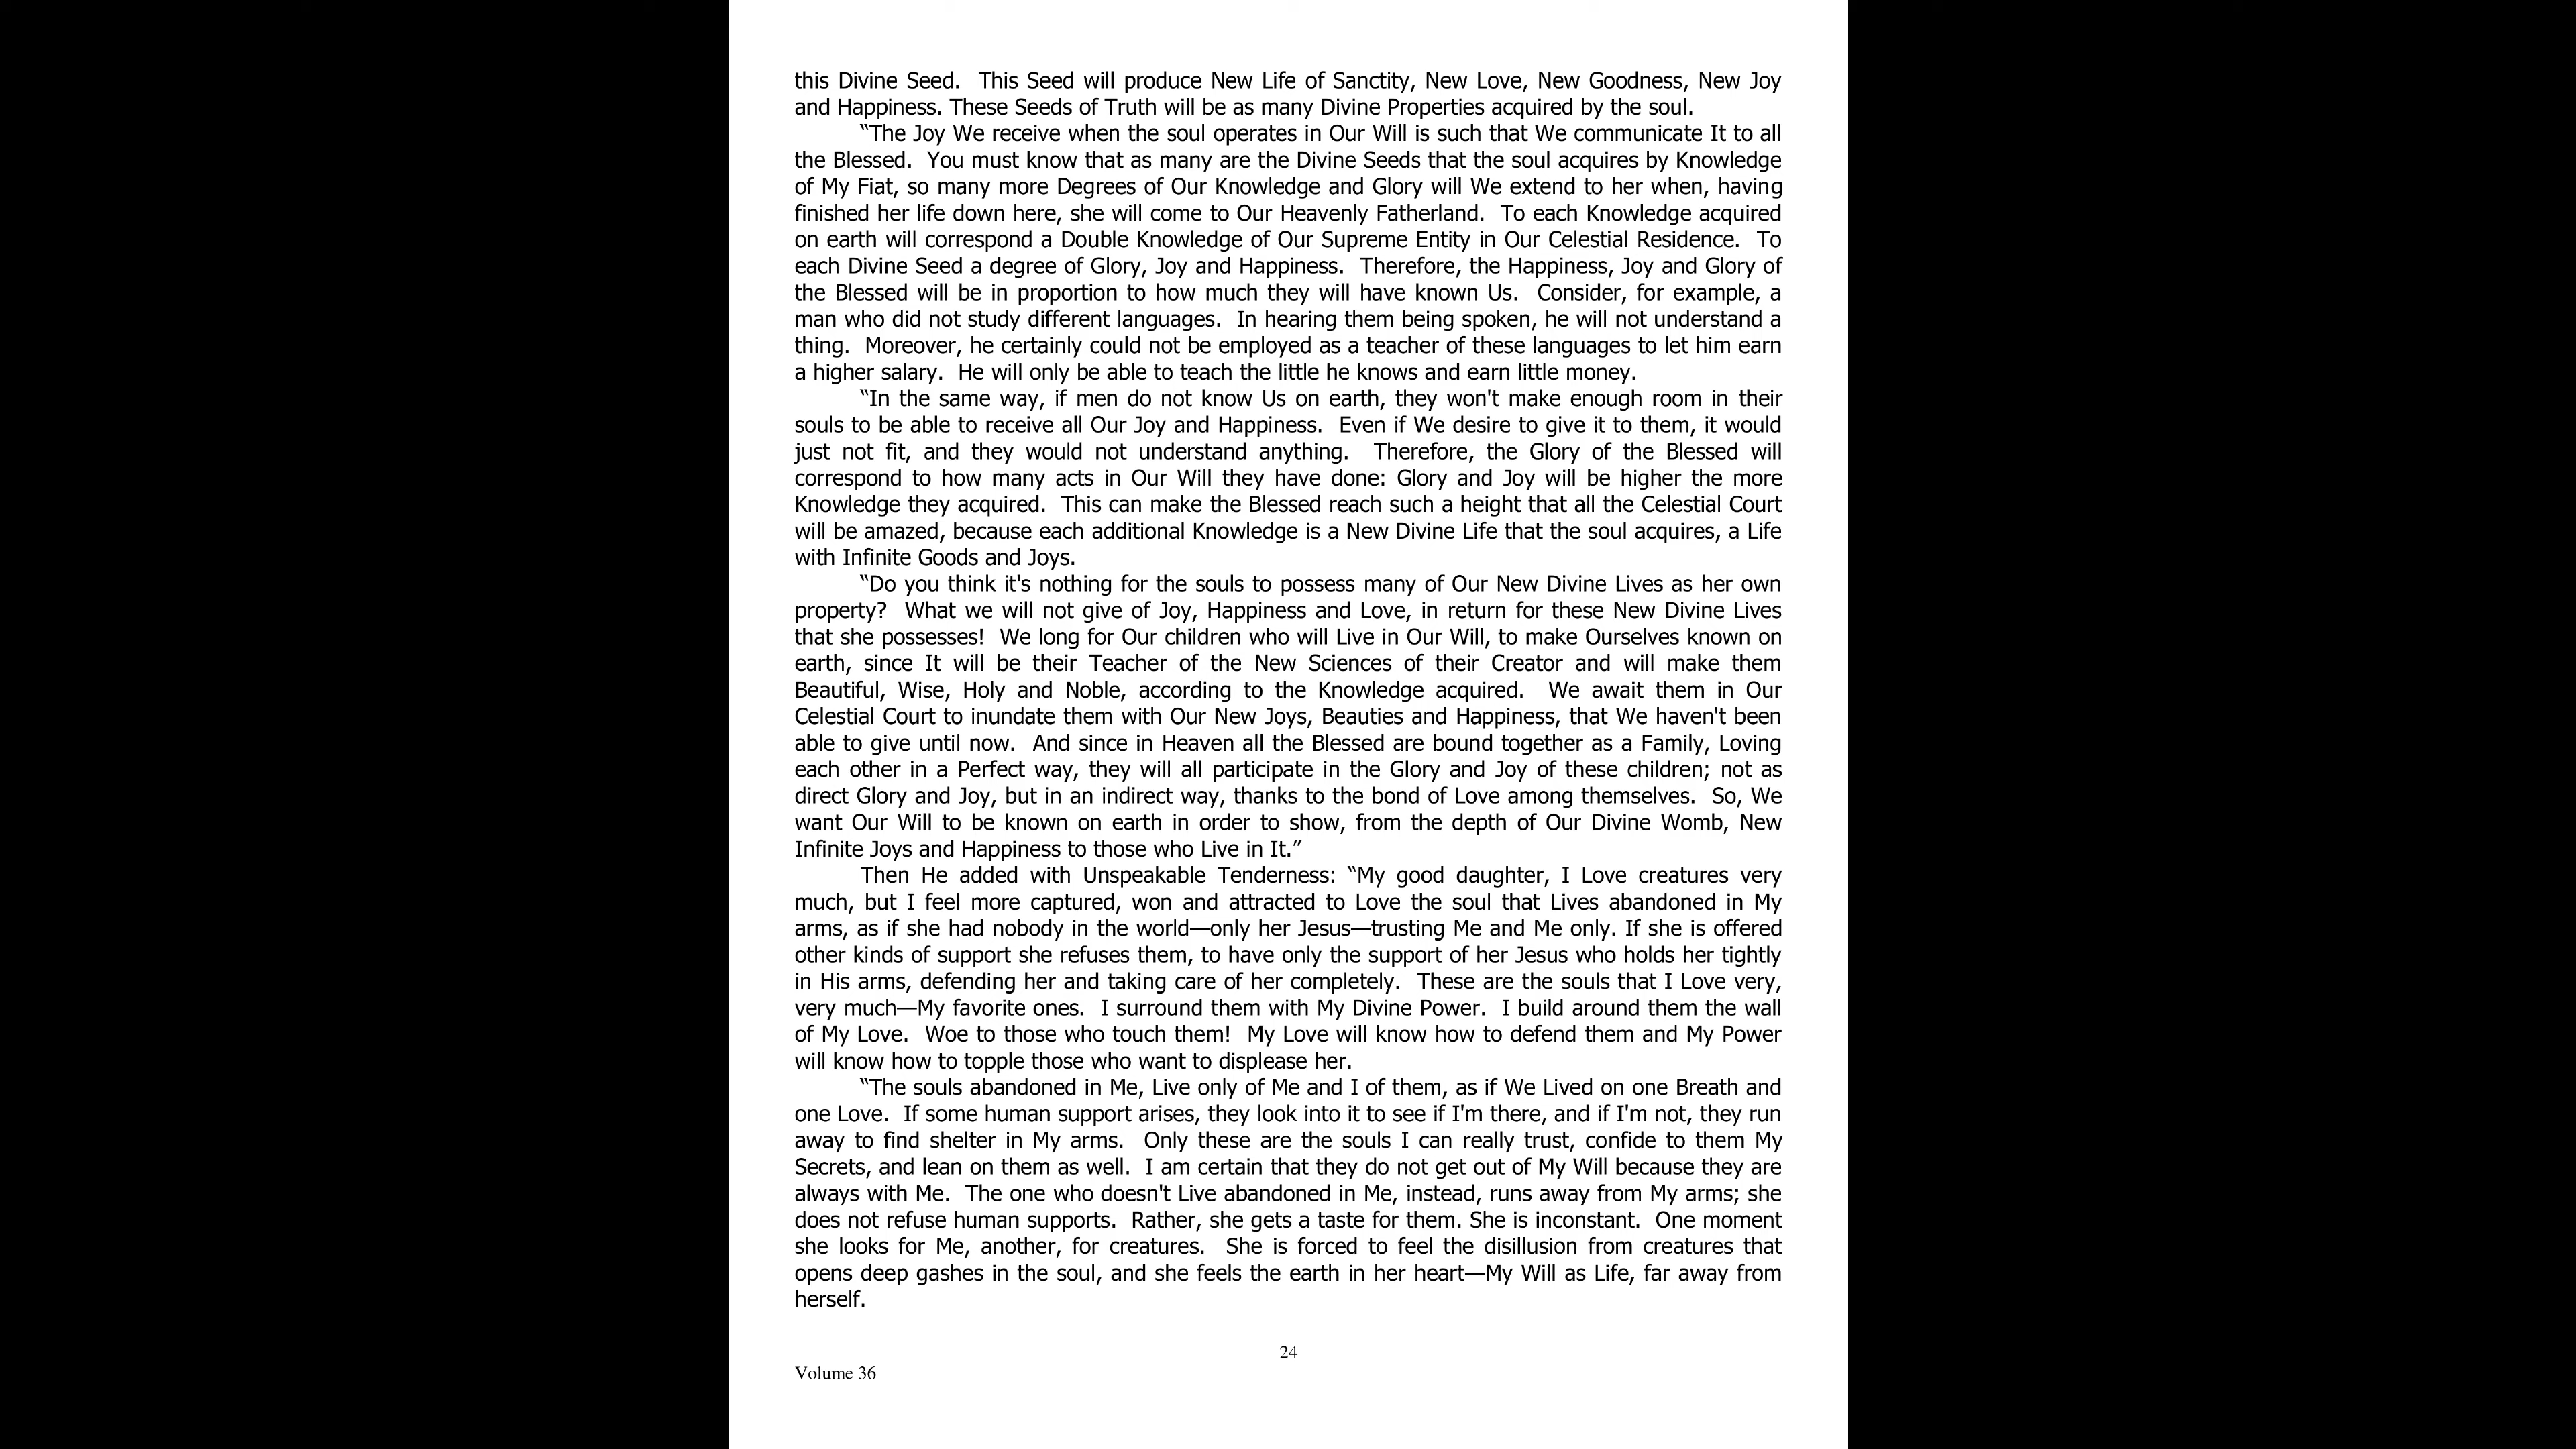 this Divine Seed.  This Seed will produce New Life of Sanctity, New Love, New Goodness, New Joy
and Happiness. These Seeds of Truth will be as many Divine Properties acquired by the soul.
“The Joy We receive when the soul operates in Our Will is such that We communicate It to all
the Blessed.  You must know that as many are the Divine Seeds that the soul acquires by Knowledge
of My Fiat, so many more Degrees of Our Knowledge and Glory will We extend to her when, having
finished her life down here, she will come to Our Heavenly Fatherland.  To each Knowledge acquired
on earth will correspond a Double Knowledge of Our Supreme Entity in Our Celestial Residence.  To
each Divine Seed a degree of Glory, Joy and Happiness.  Therefore, the Happiness, Joy and Glory of
the Blessed will be in proportion to how much they will have known Us.  Consider, for example, a
man who did not study different languages.  In hearing them being spoken, he will not understand a
thing.  Moreover, he certainly could not be employed as a teacher of these languages to let him earn
a higher salary.  He will only be able to teach the little he knows and earn little money.
“In the same way, if men do not know Us on earth, they won't make enough room in their
souls to be able to receive all Our Joy and Happiness.  Even if We desire to give it to them, it would
just not fit, and they would not understand anything.  Therefore, the Glory of the Blessed will
correspond to how many acts in Our Will they have done: Glory and Joy will be higher the more
Knowledge they acquired.  This can make the Blessed reach such a height that all the Celestial Court
will be amazed, because each additional Knowledge is a New Divine Life that the soul acquires, a Life
with Infinite Goods and Joys.
“Do you think it's nothing for the souls to possess many of Our New Divine Lives as her own
property?  What we will not give of Joy, Happiness and Love, in return for these New Divine Lives
that she possesses!  We long for Our children who will Live in Our Will, to make Ourselves known on
earth, since It will be their Teacher of the New Sciences of their Creator and will make them
Beautiful, Wise, Holy and Noble, according to the Knowledge acquired.  We await them in Our
Celestial Court to inundate them with Our New Joys, Beauties and Happiness, that We haven't been
able to give until now.  And since in Heaven all the Blessed are bound together as a Family, Loving
each other in a Perfect way, they will all participate in the Glory and Joy of these children; not as
direct Glory and Joy, but in an indirect way, thanks to the bond of Love among themselves.  So, We
want Our Will to be known on earth in order to show, from the depth of Our Divine Womb, New
Infinite Joys and Happiness to those who Live in It.”
Then He added with Unspeakable Tenderness: “My good daughter, I Love creatures very
much, but I feel more captured, won and attracted to Love the soul that Lives abandoned in My
arms, as if she had nobody in the world—only her Jesus—trusting Me and Me only. If she is offered
other kinds of support she refuses them, to have only the support of her Jesus who holds her tightly
in His arms, defending her and taking care of her completely.  These are the souls that I Love very,
very much—My favorite ones.  I surround them with My Divine Power.  I build around them the wall
of My Love.  Woe to those who touch them!  My Love will know how to defend them and My Power
will know how to topple those who want to displease her.
“The souls abandoned in Me, Live only of Me and I of them, as if We Lived on one Breath and
one Love.  If some human support arises, they look into it to see if I'm there, and if I'm not, they run
away to find shelter in My arms.  Only these are the souls I can really trust, confide to them My
Secrets, and lean on them as well.  I am certain that they do not get out of My Will because they are
always with Me.  The one who doesn't Live abandoned in Me, instead, runs away from My arms; she
does not refuse human supports.  Rather, she gets a taste for them. She is inconstant.  One moment
she looks for Me, another, for creatures.  She is forced to feel the disillusion from creatures that
opens deep gashes in the soul, and she feels the earth in her heart—My Will as Life, far away from
herself.
24
Volume 36